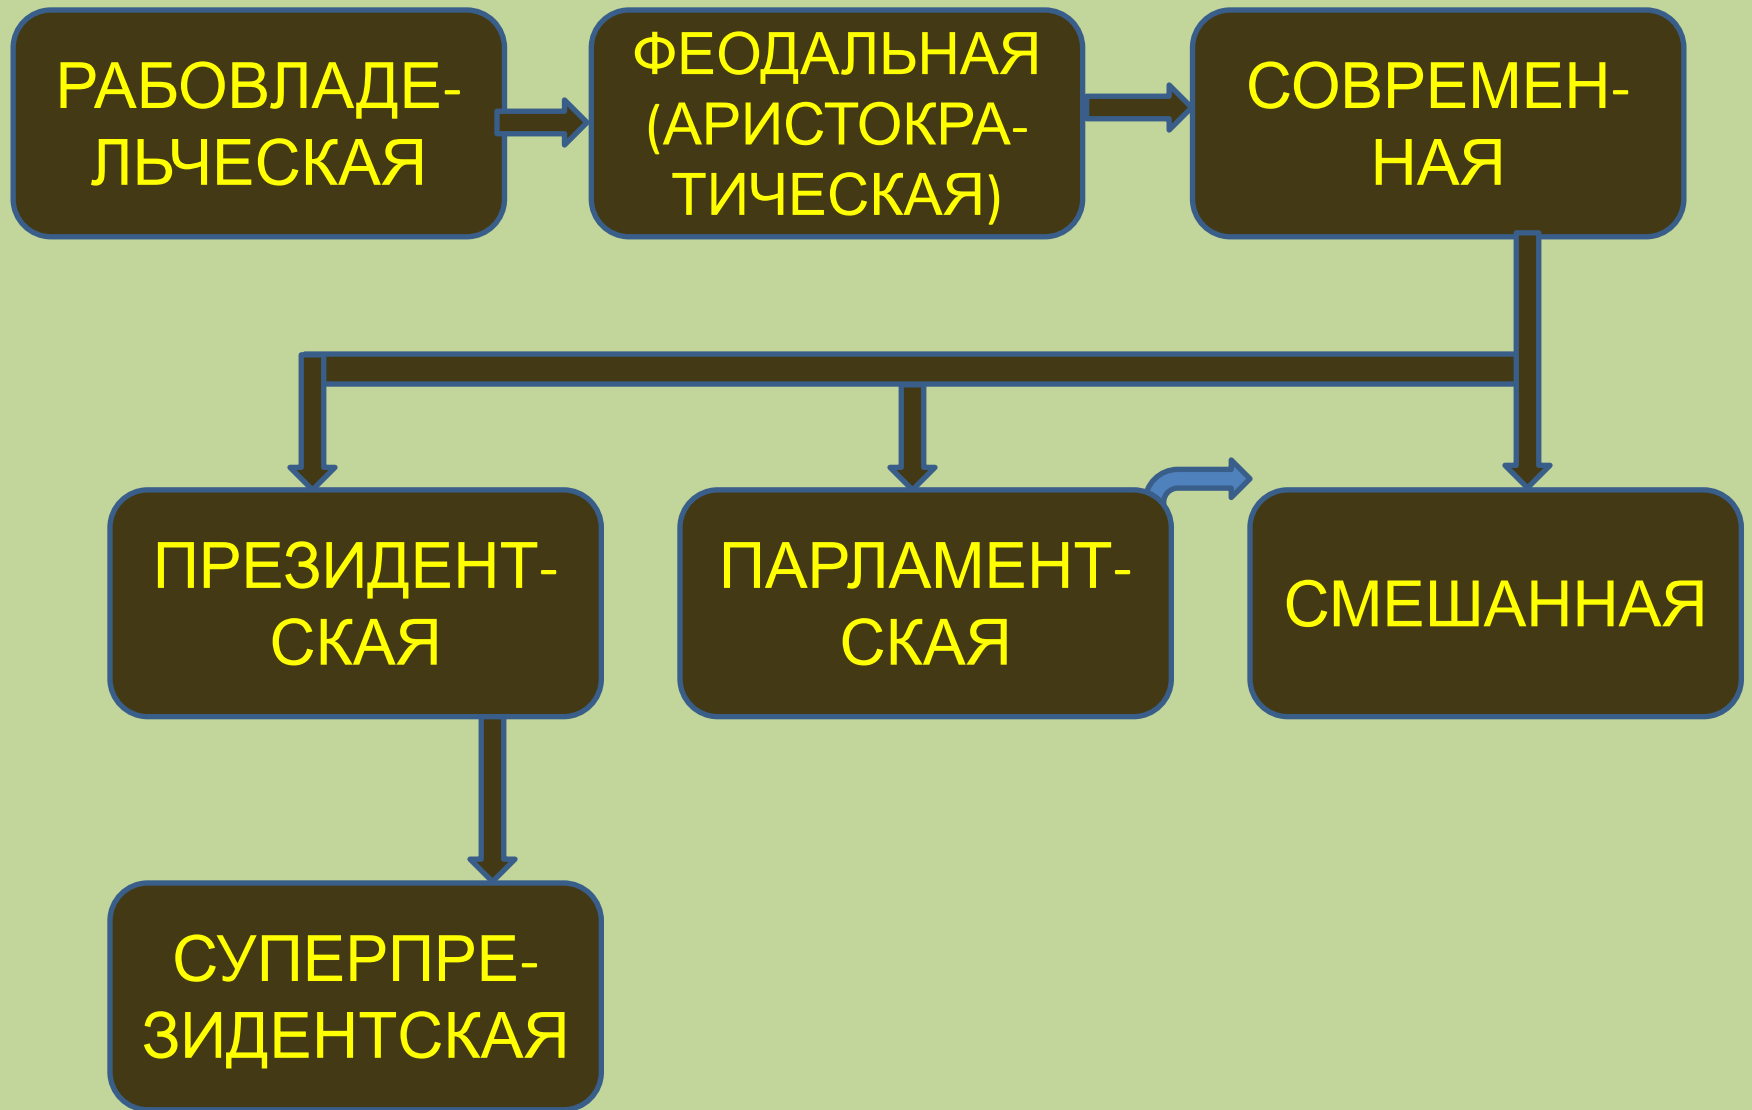 РАБОВЛАДЕ-
ЛЬЧЕСКАЯ
ФЕОДАЛЬНАЯ
(АРИСТОКРА-
ТИЧЕСКАЯ)
СОВРЕМЕН-
НАЯ
ПРЕЗИДЕНТ-
СКАЯ
ПАРЛАМЕНТ-
СКАЯ
СМЕШАННАЯ
СУПЕРПРЕ-
ЗИДЕНТСКАЯ